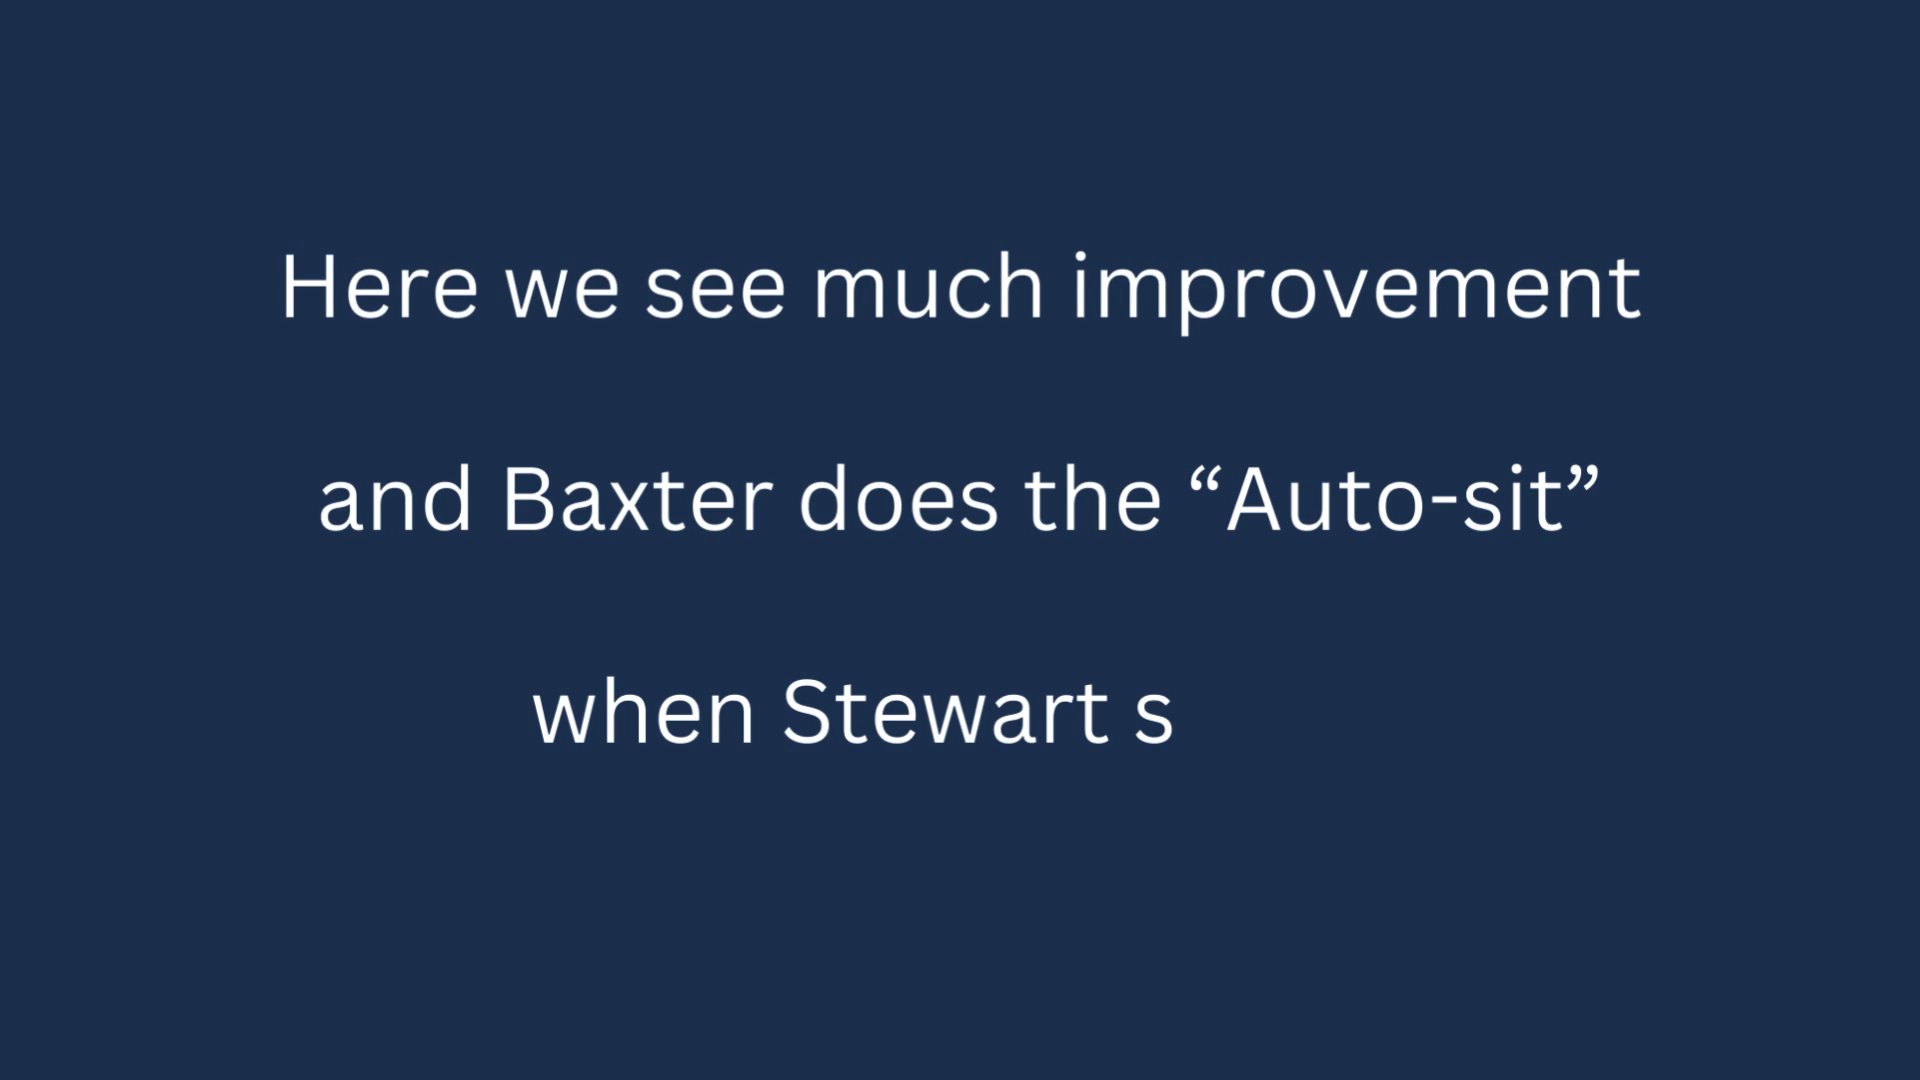 Here we see much improvement
and Baxter does the “Auto-sit”
when Stewart s